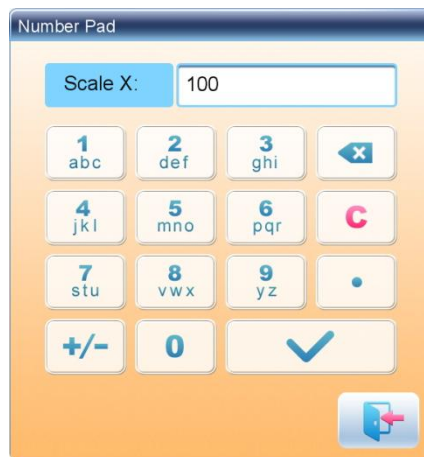 Number Pad
Scale X: 100
1 2 3
abc def ghi
4 5 6 C
jkl mno pqr
7 8 9 .
stu vwx yz
+/- 0